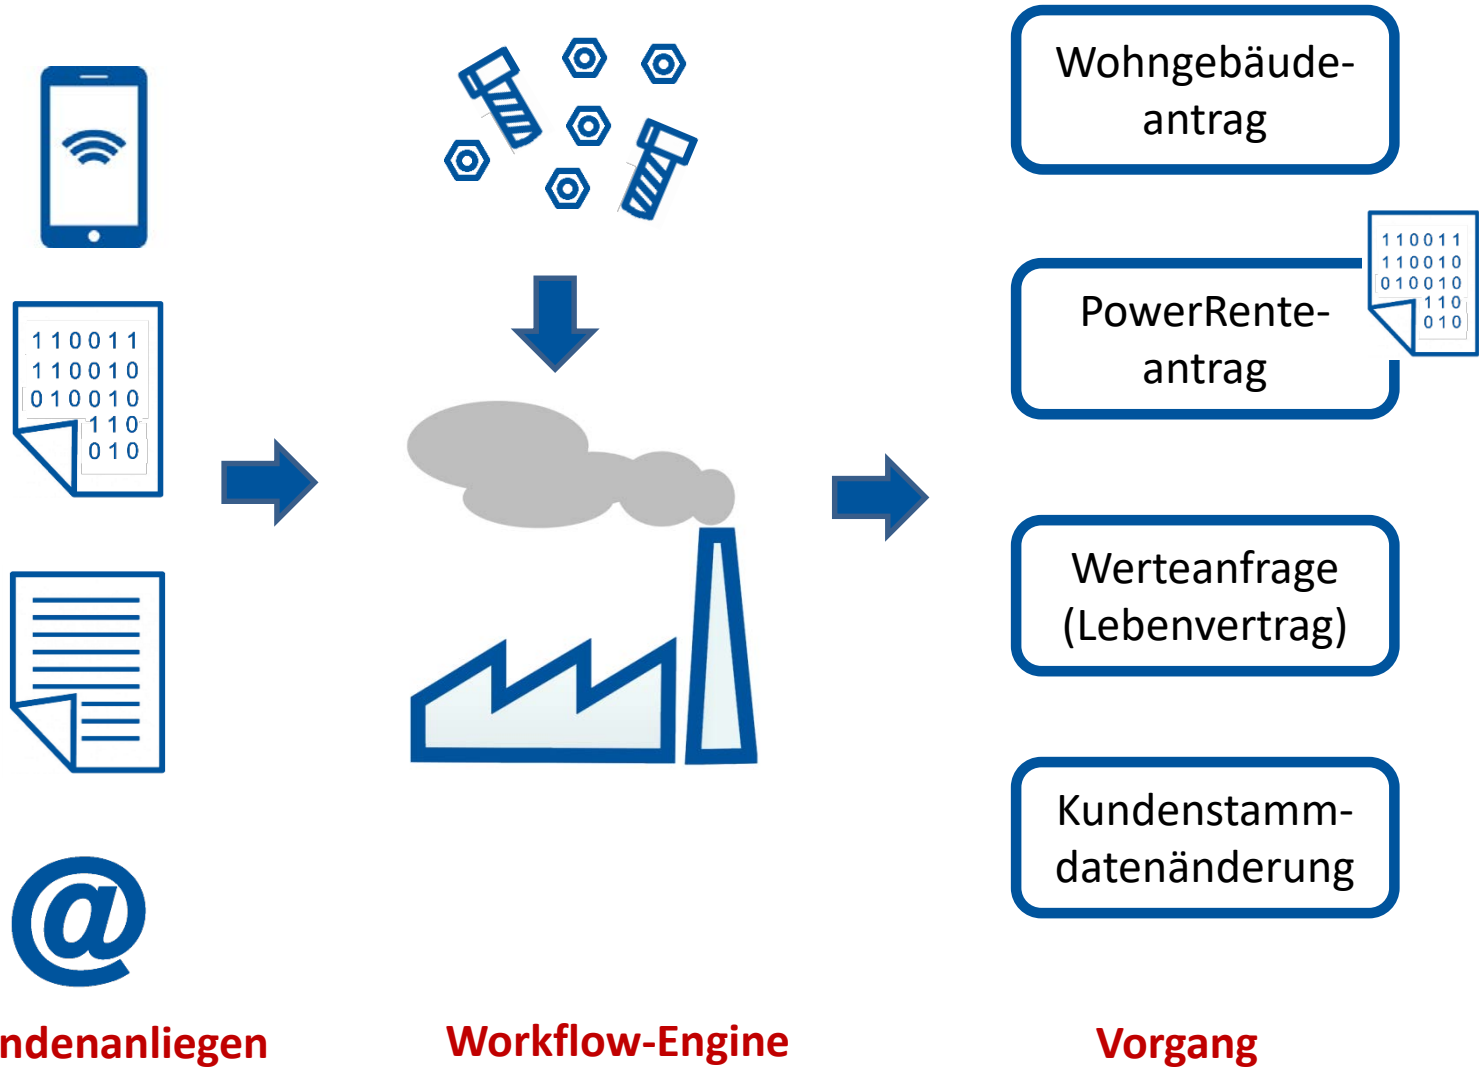 110011
110010
010010
110
010
Wohngebäude-
antrag
110011
110010
010010
110
010
PowerRente-
antrag
Werteanfrage
(Lebenvertrag)
Kundenstamm-
datenänderung
@
ndenanliegen
Workflow-Engine
Vorgang